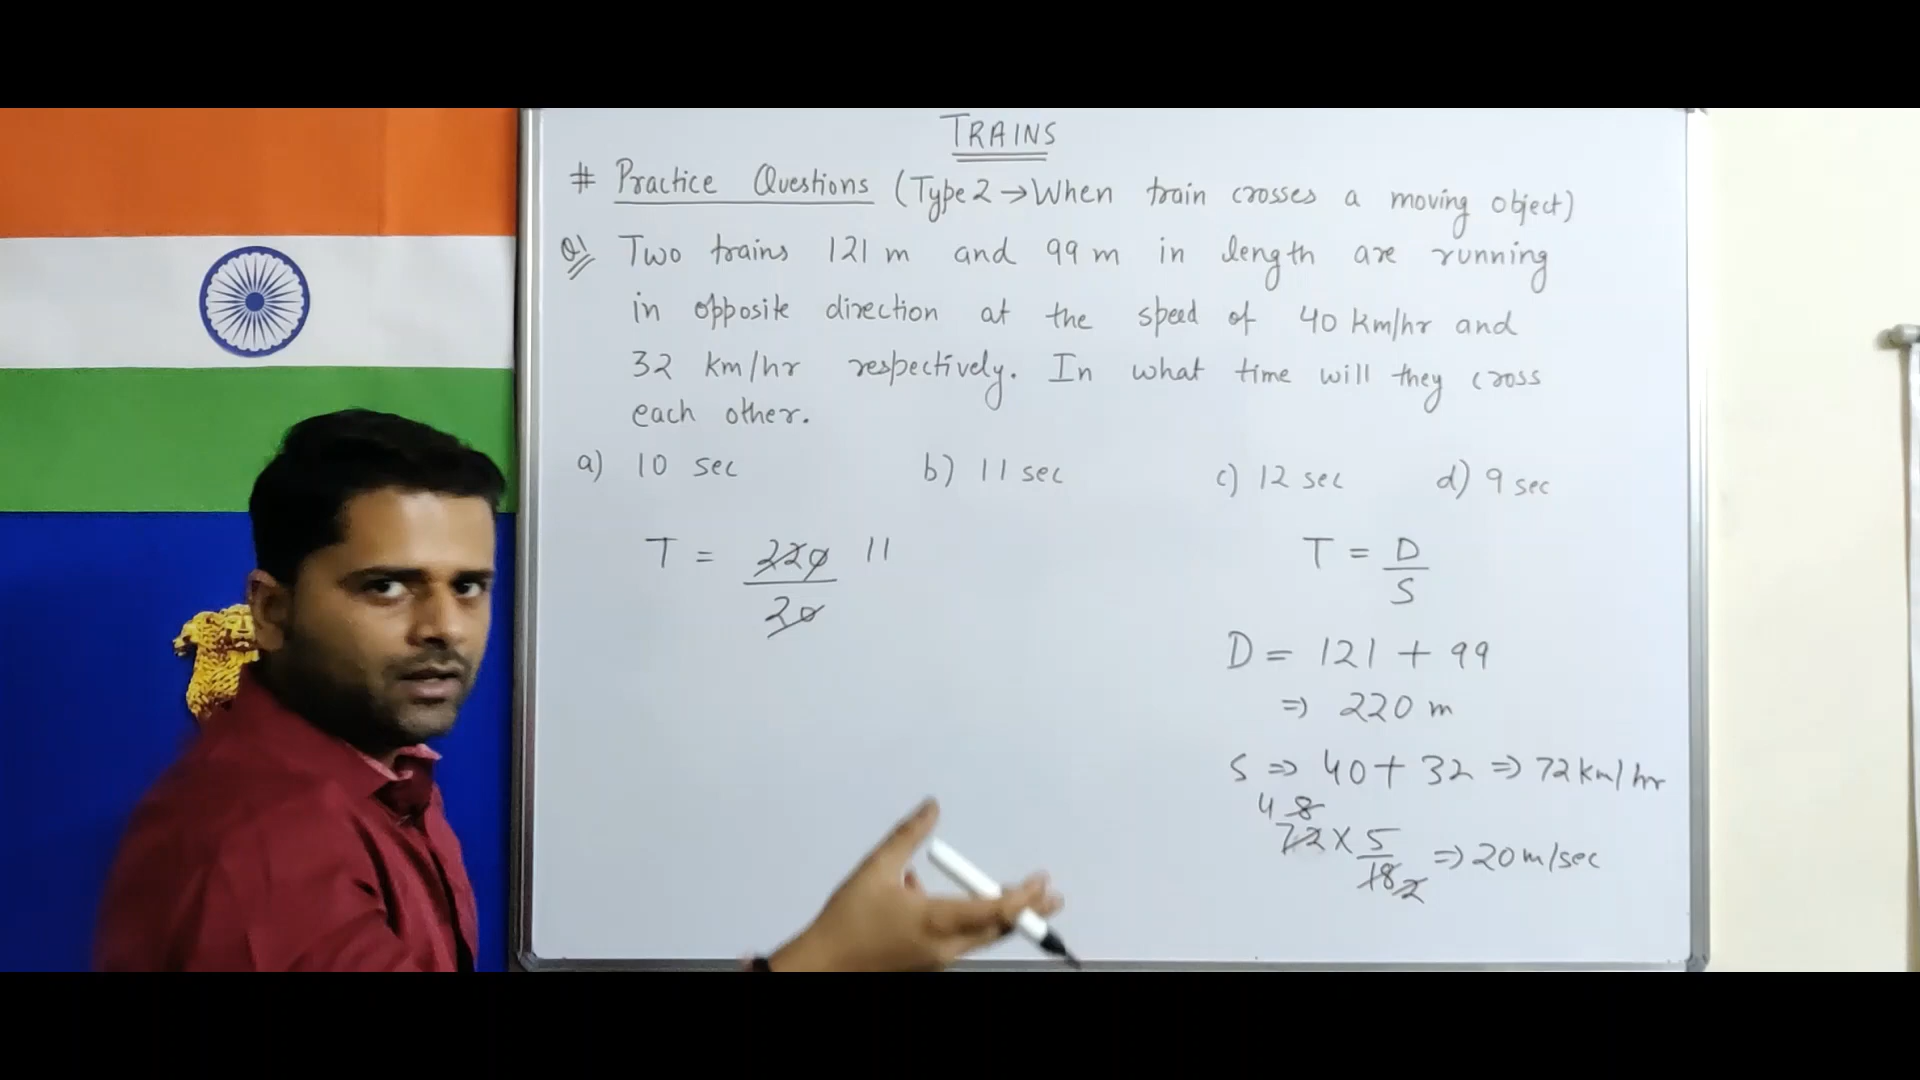 TRAINS
# Practice Questions (Type 2 → When train crosses a moving object)
Q1 Two trains 121 m and 99 m in length are running
in opposite direction at the speed of 40 km/hr and
32 km/hr respectively. In what time will they cross
each other.
a) 10 sec b) 11 sec c) 12 sec d) 9 sec
T = 220/20 11
T = D/S
D = 121 + 99
⇒ 220 m
S ⇒ 40 + 32 ⇒ 72 km/hr
4 8
72 × 5/18 2 ⇒ 20 m/sec